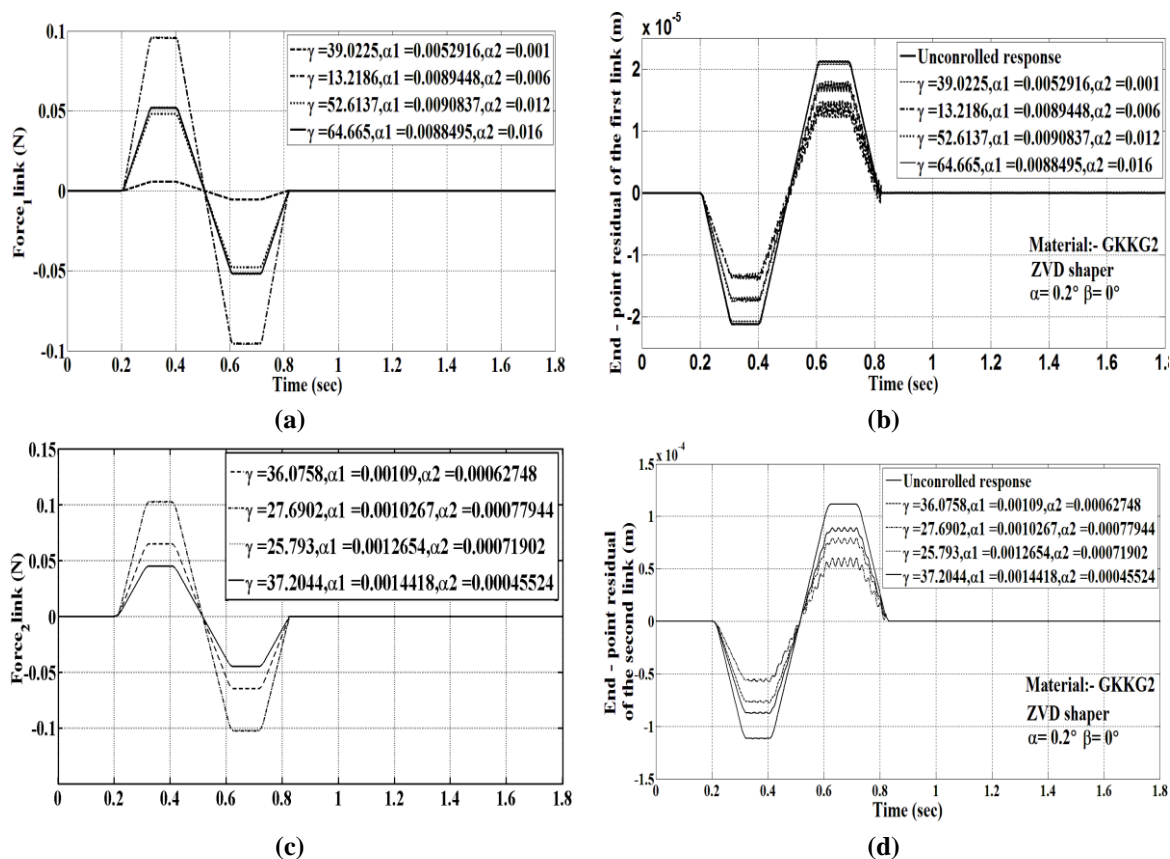 0.1
0.05
0
-0.05
-0.1
Force1link (N)
γ =39.0225,α1 =0.0052916,α2 =0.001
γ =13.2186,α1 =0.0089448,α2 =0.006
γ =52.6137,α1 =0.0090837,α2 =0.012
γ =64.665,α1 =0.0088495,α2 =0.016
0 0.2 0.4 0.6 0.8 1 1.2 1.4 1.6 1.8
Time (sec)
(a)
x 10-5
2
1
0
-1
-2
End - point residual of the first link (m)
Unconrolled response
γ =39.0225,α1 =0.0052916,α2 =0.001
γ =13.2186,α1 =0.0089448,α2 =0.006
γ =52.6137,α1 =0.0090837,α2 =0.012
γ =64.665,α1 =0.0088495,α2 =0.016
Material:- GKKG2
ZVD shaper
α= 0.2° β= 0°
0 0.2 0.4 0.6 0.8 1 1.2 1.4 1.6 1.8
Time (sec)
(b)
0.15
0.1
0.05
0
-0.05
-0.1
Force2link (N)
γ =36.0758,α1 =0.00109,α2 =0.00062748
γ =27.6902,α1 =0.0010267,α2 =0.00077944
γ =25.793,α1 =0.0012654,α2 =0.00071902
γ =37.2044,α1 =0.0014418,α2 =0.00045524
0 0.2 0.4 0.6 0.8 1 1.2 1.4 1.6 1.8
(c)
x 10-4
1.5
1
0.5
0
-0.5
-1
-1.5
End - point residual
of the second link (m)
Unconrolled response
γ =36.0758,α1 =0.00109,α2 =0.00062748
γ =27.6902,α1 =0.0010267,α2 =0.00077944
γ =25.793,α1 =0.0012654,α2 =0.00071902
γ =37.2044,α1 =0.0014418,α2 =0.00045524
Material:- GKKG2
ZVD shaper
α= 0.2° β= 0°
0 0.2 0.4 0.6 0.8 1 1.2 1.4 1.6 1.8
Time (sec)
(d)